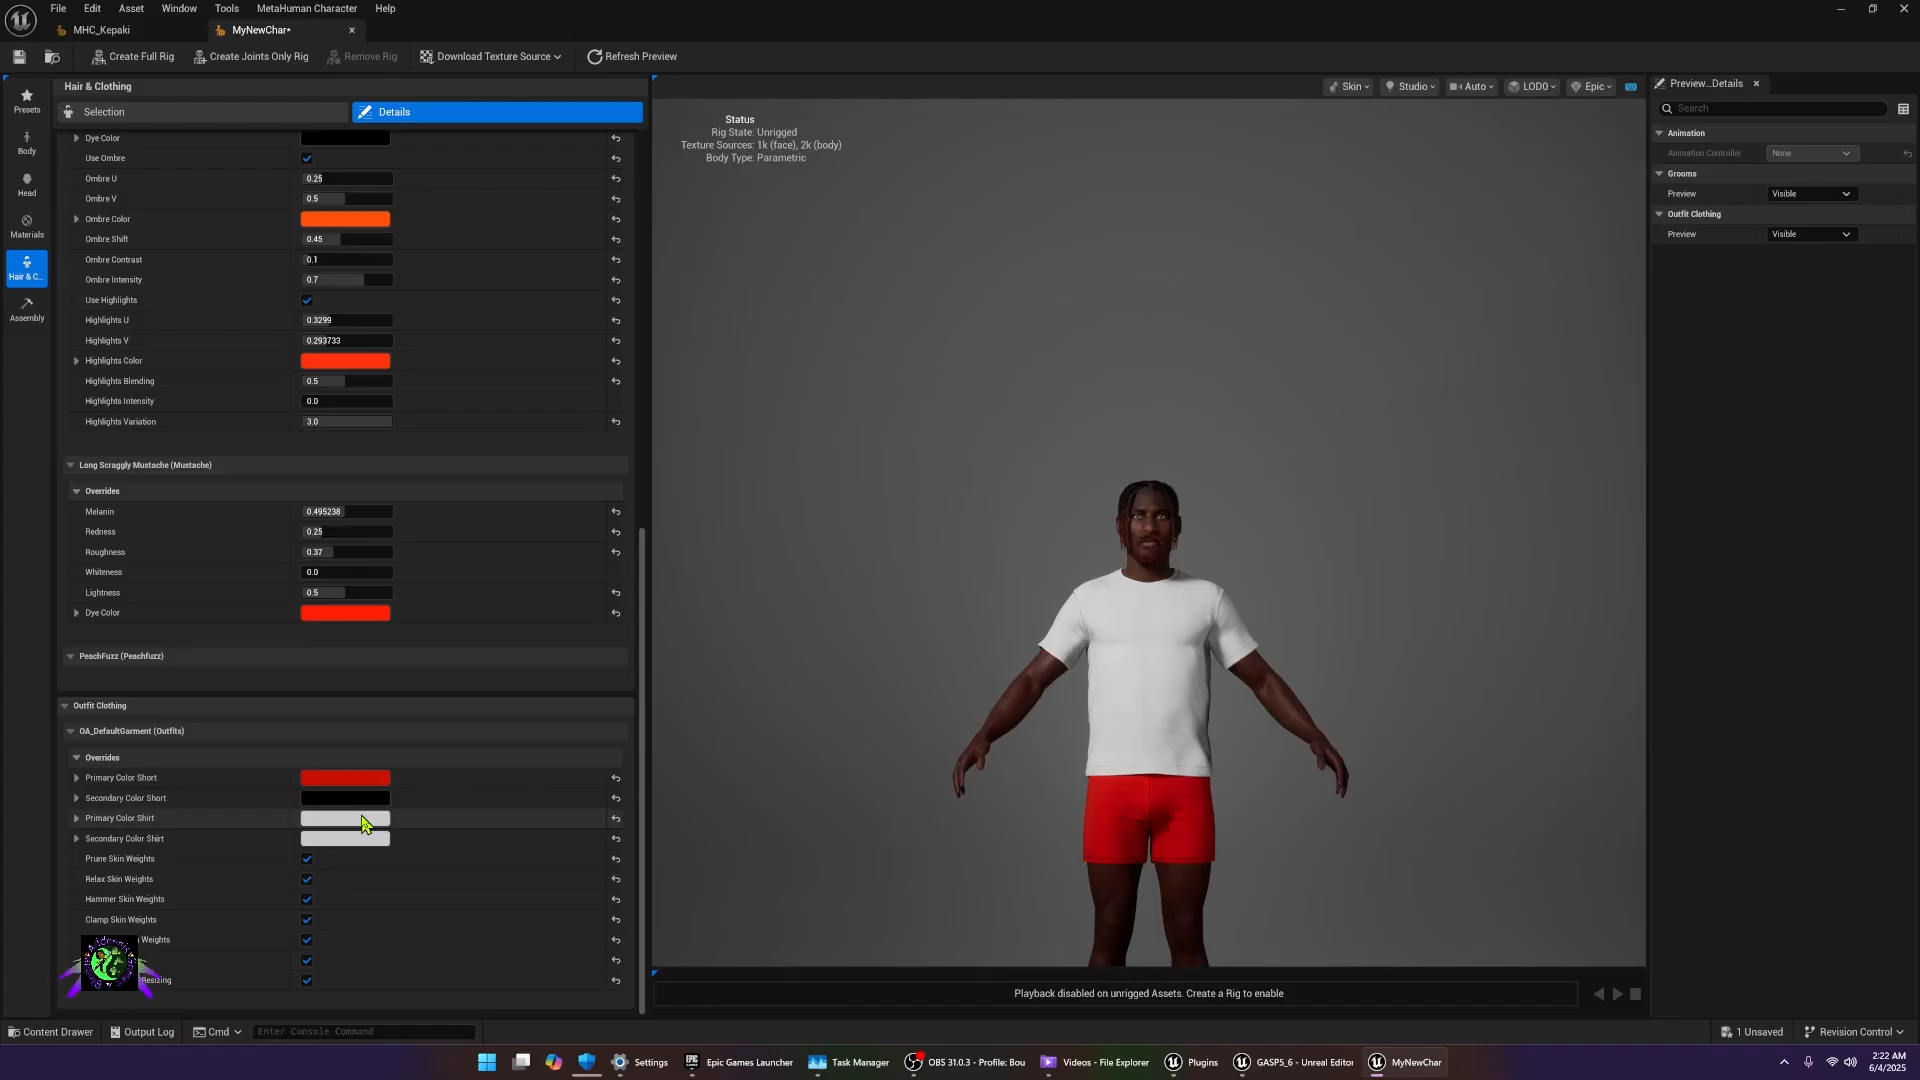 File Edit Asset Window Tools MetaHuman Character Help
MHC_Kepaki MyNewChar*
Create Full Rig Create Joints Only Rig Remove Rig Download Texture Source Refresh Preview
Hair & Clothing
Selection Details
Presets
Body
Head
Materials
Hair & C...
Assembly
Dye Color
Use Ombre
Ombre U 0.25
Ombre V 0.5
Ombre Color
Ombre Shift 0.45
Ombre Contrast 0.1
Ombre Intensity 0.7
Use Highlights
Highlights U 0.3299
Highlights V 0.293733
Highlights Color
Highlights Blending 0.5
Highlights Intensity 0.0
Highlights Variation 3.0
Long Scraggly Mustache (Mustache)
Overrides
Melanin 0.495238
Redness 0.25
Roughness 0.37
Whiteness 0.0
Lightness 0.5
Dye Color
PeachFuzz (Peachfuzz)
Outfit Clothing
OA_DefaultGarment (Outfits)
Overrides
Primary Color Short
Secondary Color Short
Primary Color Shirt
Secondary Color Shirt
Prune Skin Weights
Relax Skin Weights
Hammer Skin Weights
Clamp Skin Weights
Weights
Resizing
Skin Studio Auto LOD0 Epic
Status
Rig State: Unrigged
Texture Sources: 1k (face), 2k (body)
Body Type: Parametric
Playback disabled on unrigged Assets. Create a Rig to enable
Preview...Details
Search
Animation
Animation Controller None
Grooms
Preview Visible
Outfit Clothing
Preview Visible
Content Drawer Output Log Cmd Enter Console Command 1 Unsaved Revision Control
Settings Epic Games Launcher Task Manager OBS 31.0.3 - Profile: Bou Videos - File Explorer Plugins GASP5_6 - Unreal Editor MyNewChar
2:22 AM
6/4/2025